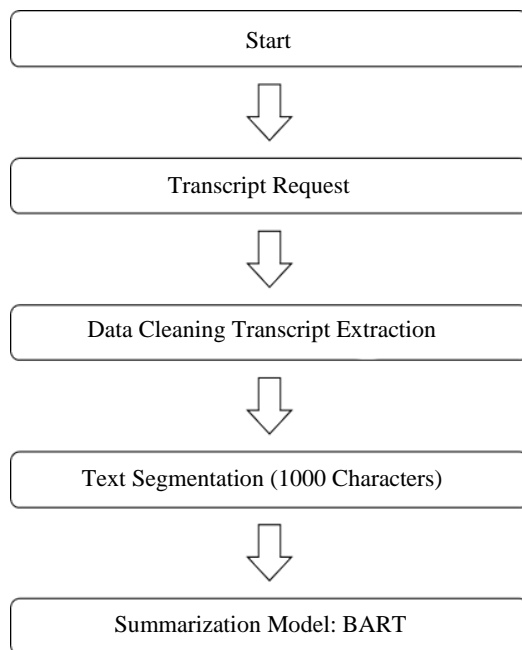 Start
Transcript Request
Data Cleaning Transcript Extraction
Text Segmentation (1000 Characters)
Summarization Model: BART